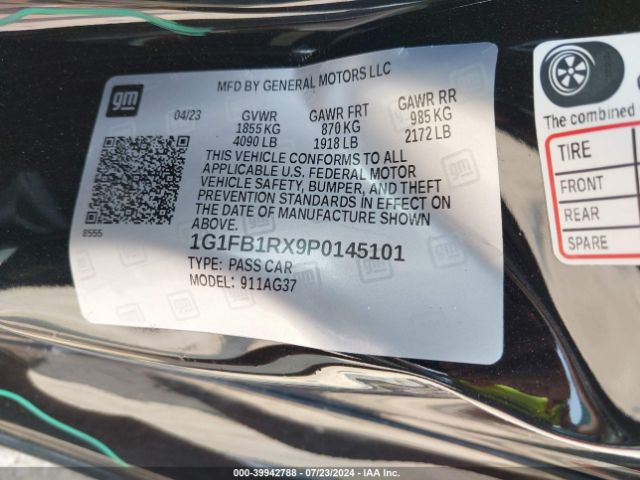 gm
MFD BY GENERAL MOTORS LLC
04/23 GVWR GAWR FRT GAWR RR
1855 KG 870 KG 985 KG
4090 LB 1918 LB 2172 LB
THIS VEHICLE CONFORMS TO ALL
APPLICABLE U.S. FEDERAL MOTOR
VEHICLE SAFETY, BUMPER, AND THEFT
PREVENTION STANDARDS IN EFFECT ON
THE DATE OF MANUFACTURE SHOWN
ABOVE.
8555
1G1FB1RX9P0145101
TYPE: PASS CAR
MODEL: 911AG37
The combined
TIRE
FRONT
REAR
SPARE
000-39942788 - 07/23/2024 - IAA Inc.